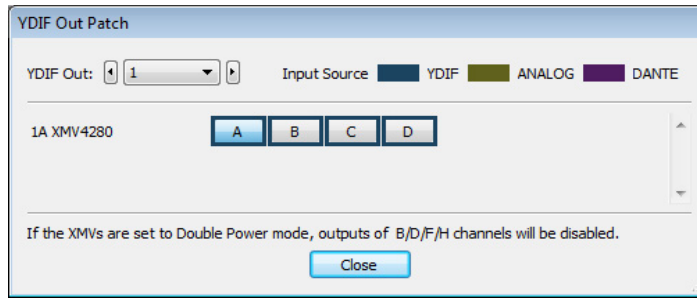 YDIF Out Patch
YDIF Out: 1 Input Source YDIF ANALOG DANTE
1A XMV4280 A B C D
If the XMVs are set to Double Power mode, outputs of B/D/F/H channels will be disabled.
Close